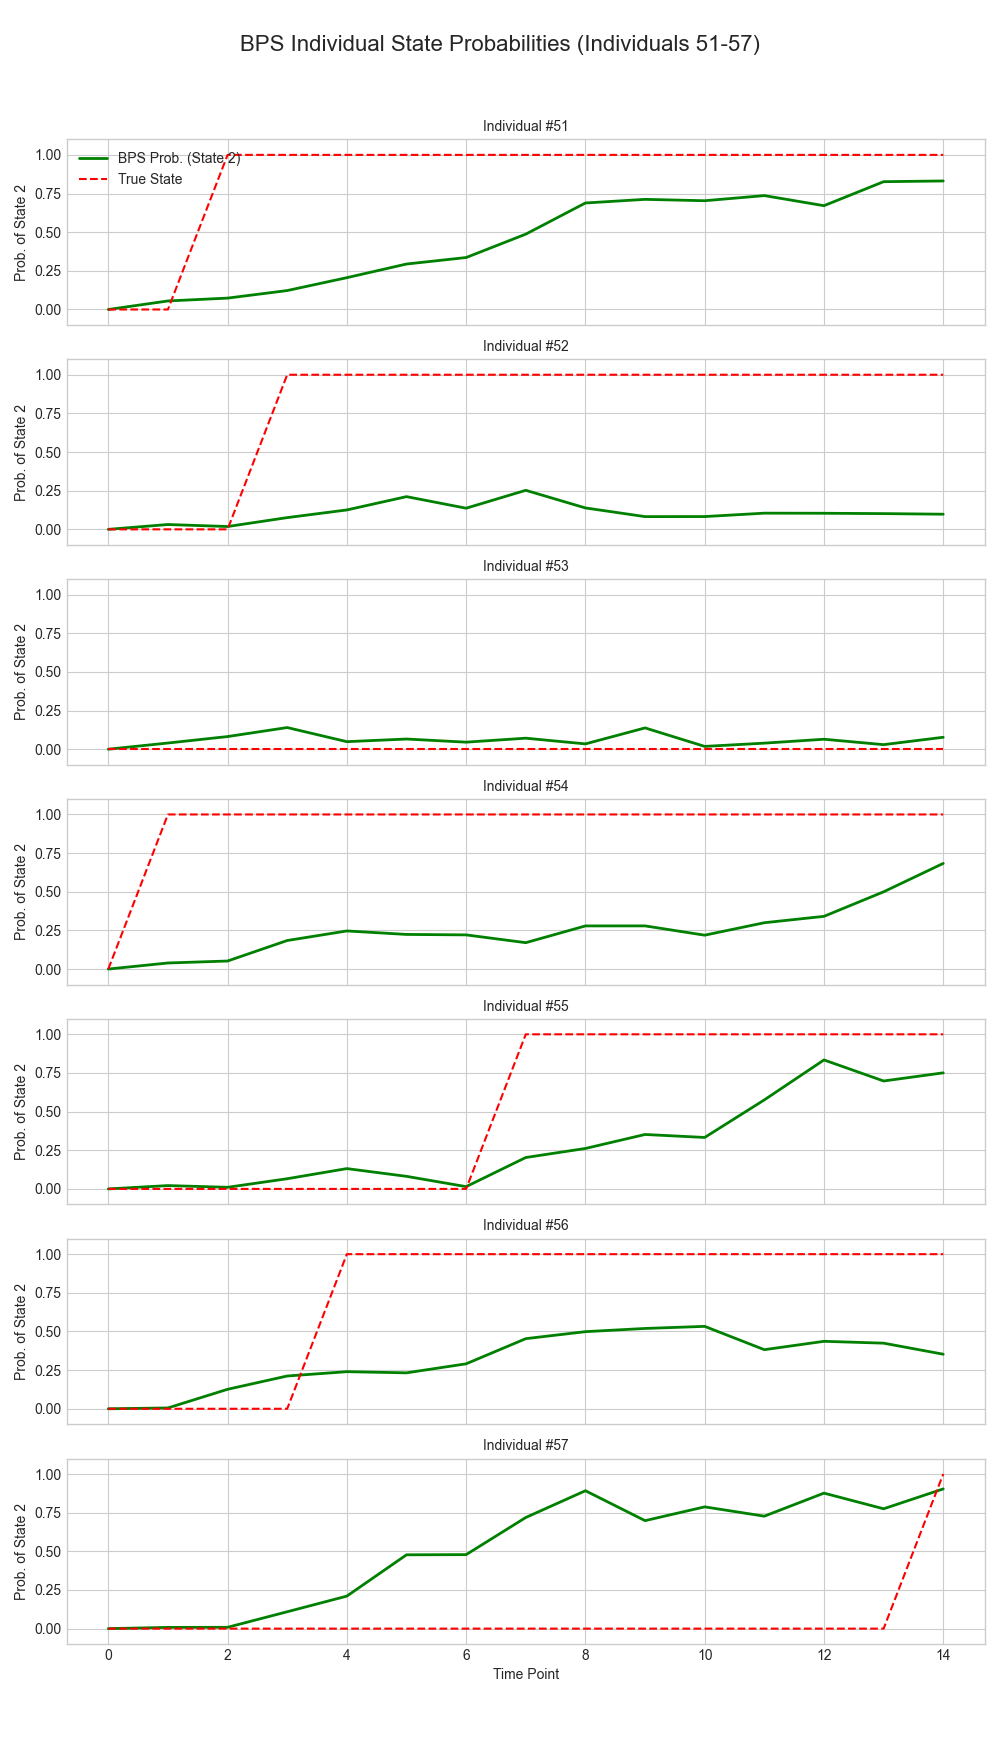 BPS Individual State Probabilities (Individuals 51-57)
Individual #51
1.00
0.75
0.50
0.25
0.00
Prob. of State 2
BPS Prob. (State 2)
True State
Individual #52
1.00
0.75
0.50
0.25
0.00
Prob. of State 2
Individual #53
1.00
0.75
0.50
0.25
0.00
Prob. of State 2
Individual #54
1.00
0.75
0.50
0.25
0.00
Prob. of State 2
Individual #55
1.00
0.75
0.50
0.25
0.00
Prob. of State 2
Individual #56
1.00
0.75
0.50
0.25
0.00
Prob. of State 2
Individual #57
1.00
0.75
0.50
0.25
0.00
Prob. of State 2
0 2 4 6 8 10 12 14
Time Point